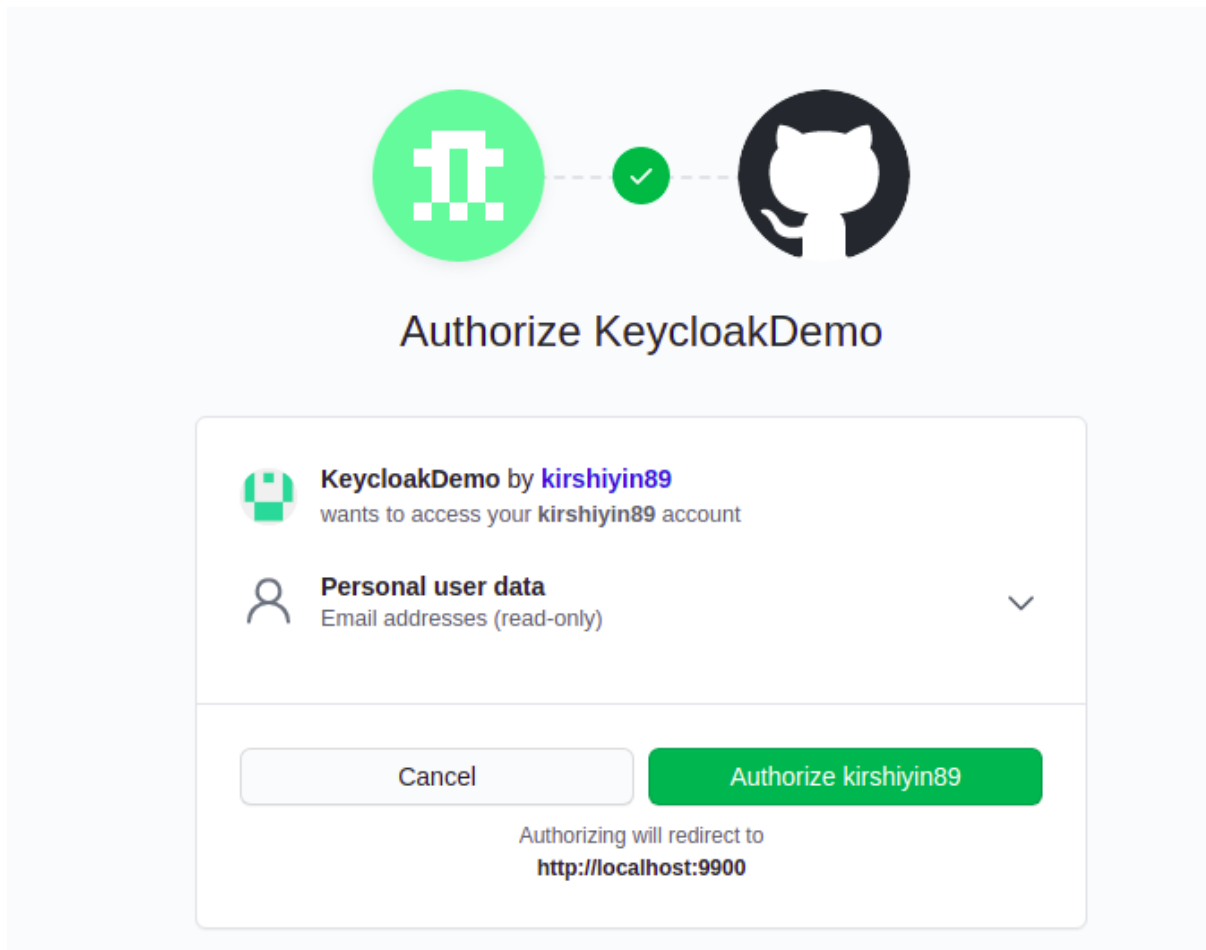 Authorize KeycloakDemo
KeycloakDemo by kirshiyin89
wants to access your kirshiyin89 account
Personal user data
Email addresses (read-only)
Cancel
Authorize kirshiyin89
Authorizing will redirect to
http://localhost:9900